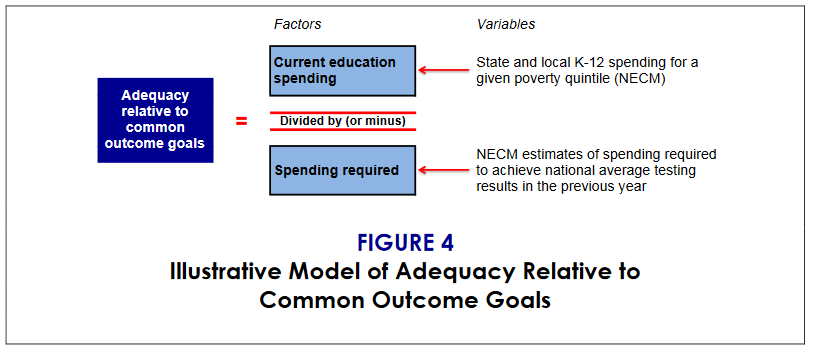 Factors
Variables
Current education
spending
State and local K-12 spending for a
given poverty quintile (NECM)
Adequacy
relative to
common
outcome goals
=
Divided by (or minus)
Spending required
NECM estimates of spending required
to achieve national average testing
results in the previous year
FIGURE 4
Illustrative Model of Adequacy Relative to
Common Outcome Goals